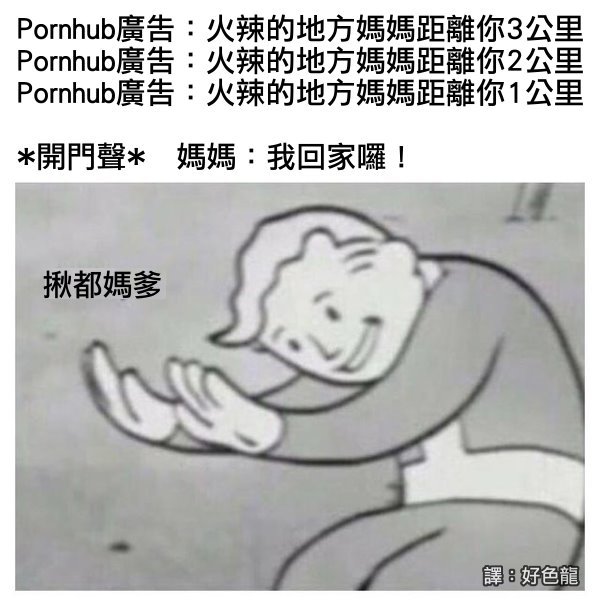 Pornhub廣告：火辣的地方媽媽距離你3公里
Pornhub廣告：火辣的地方媽媽距離你2公里
Pornhub廣告：火辣的地方媽媽距離你1公里
*開門聲*　媽媽：我回家囉！
揪都媽爹
譯：好色龍